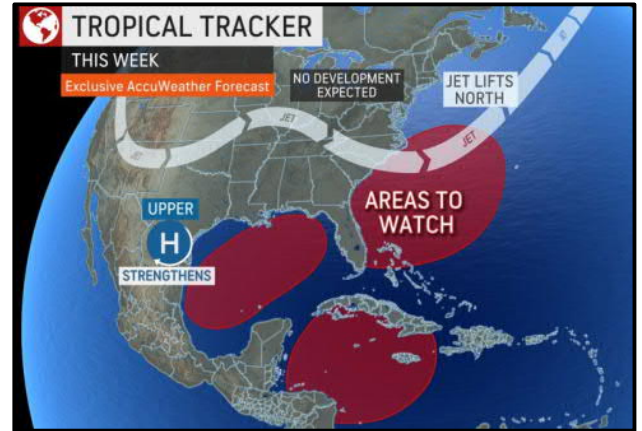 TROPICAL TRACKER
THIS WEEK
Exclusive AccuWeather Forecast
NO DEVELOPMENT
EXPECTED
JET LIFTS
NORTH
JET
JET
JET
JET
AREAS TO
WATCH
UPPER
H
STRENGTHENS